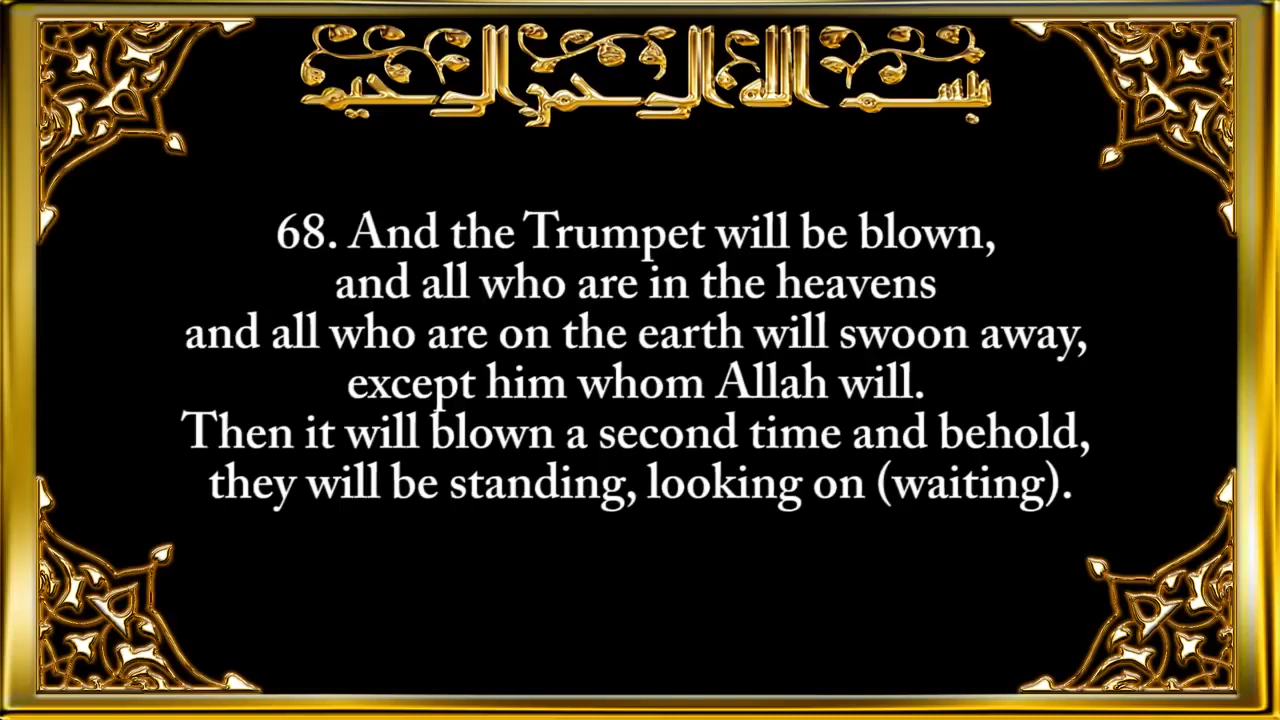 بسم الله الرحمن الرحيم
68. And the Trumpet will be blown,
and all who are in the heavens
and all who are on the earth will swoon away,
except him whom Allah will.
Then it will blown a second time and behold,
they will be standing, looking on (waiting).